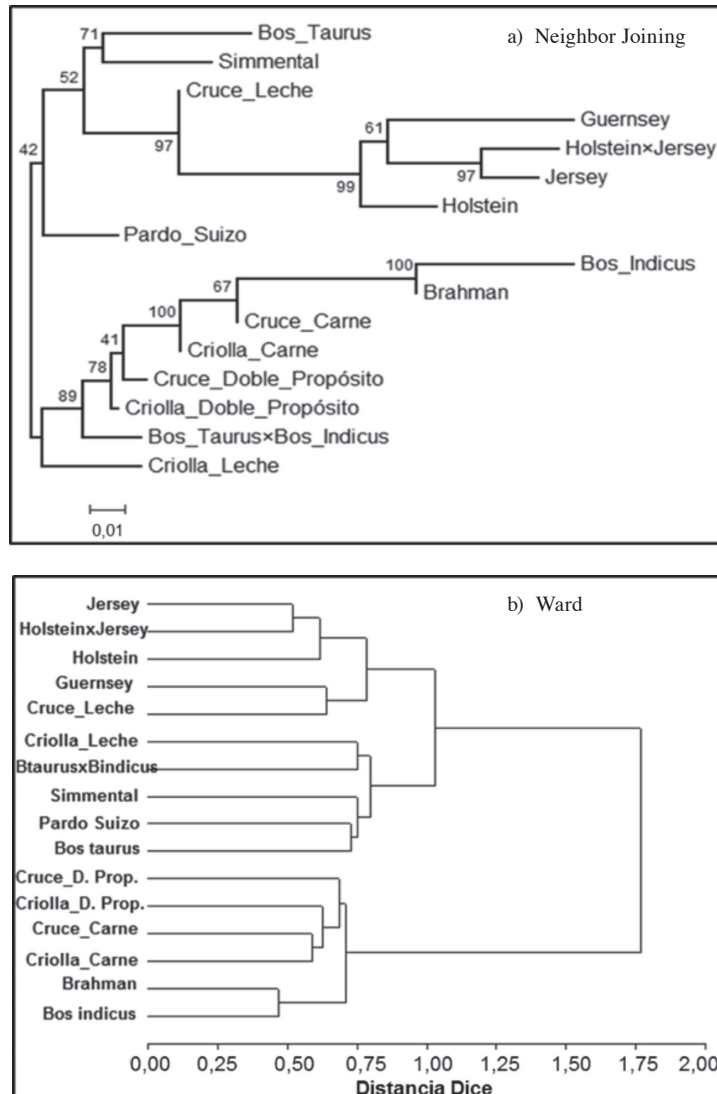 a) Neighbor Joining
71
Bos_Taurus
Simmental
52
Cruce_Leche
97
61
Guernsey
Holstein×Jersey
97
Jersey
99
Holstein
42
Pardo_Suizo
100
Bos_Indicus
Brahman
67
Cruce_Carne
100
Criolla_Carne
41
Cruce_Doble_Propósito
78
Criolla_Doble_Propósito
89
Bos_Taurus×Bos_Indicus
Criolla_Leche
0,01
b) Ward
Jersey
HolsteinxJersey
Holstein
Guernsey
Cruce_Leche
Criolla_Leche
BtaurusxBindicus
Simmental
Pardo Suizo
Bos taurus
Cruce_D. Prop.
Criolla_D. Prop.
Cruce_Carne
Criolla_Carne
Brahman
Bos indicus
0,00 0,25 0,50 0,75 1,00 1,25 1,50 1,75 2,00
Distancia Dice